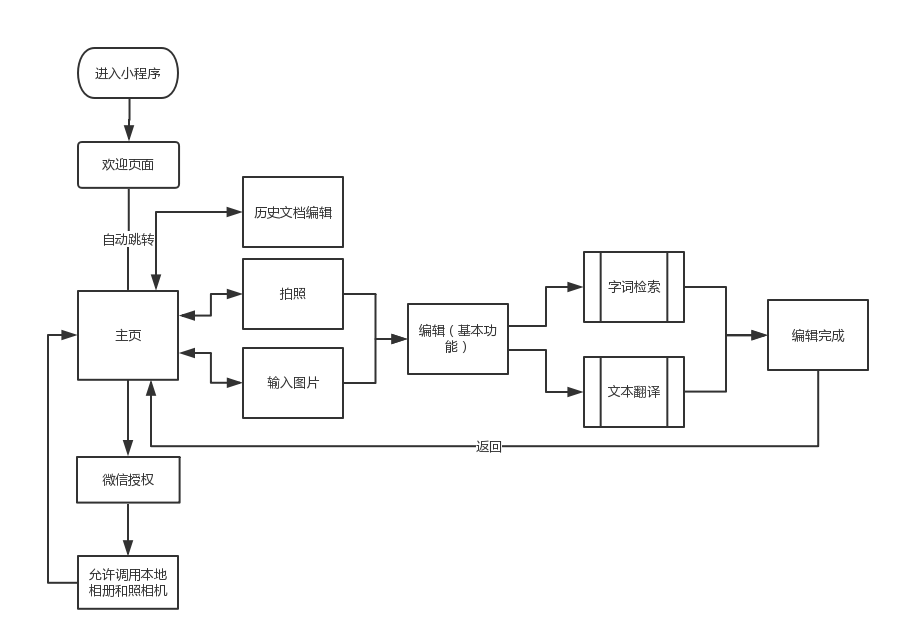 进入小程序
欢迎页面
自动跳转
历史文档编辑
拍照
主页
输入图片
编辑（基本功
能）
字词检索
文本翻译
编辑完成
返回
微信授权
允许调用本地
相册和照相机